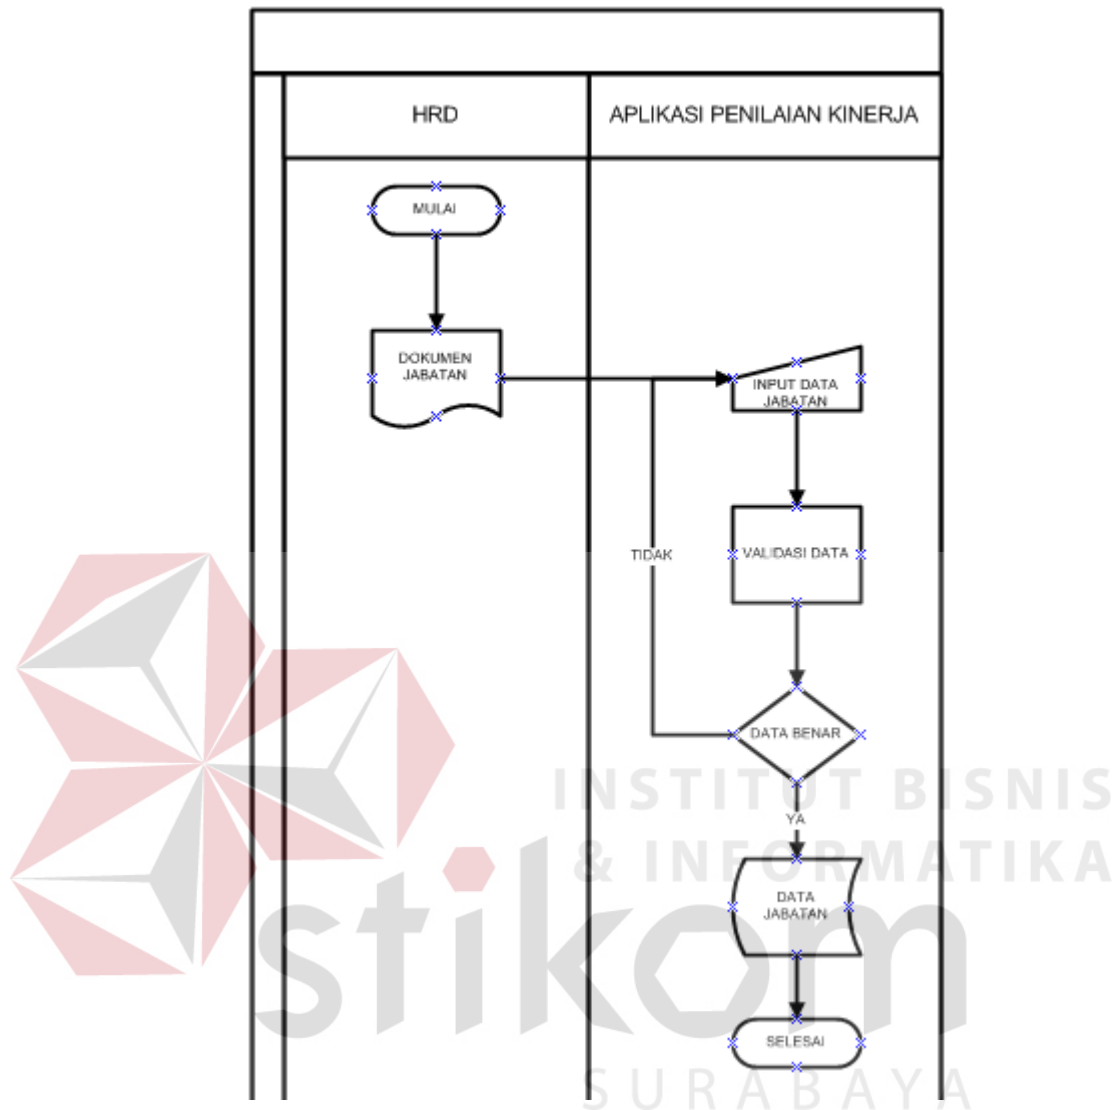 HRD
APLIKASI PENILAIAN KINERJA
MULAI
DOKUMEN
JABATAN
INPUT DATA
JABATAN
VALIDASI DATA
TIDAK
DATA BENAR
YA
DATA
JABATAN
SELESAI
INSTITUT BISNIS
& INFORMATIKA
stikom
SURABAYA